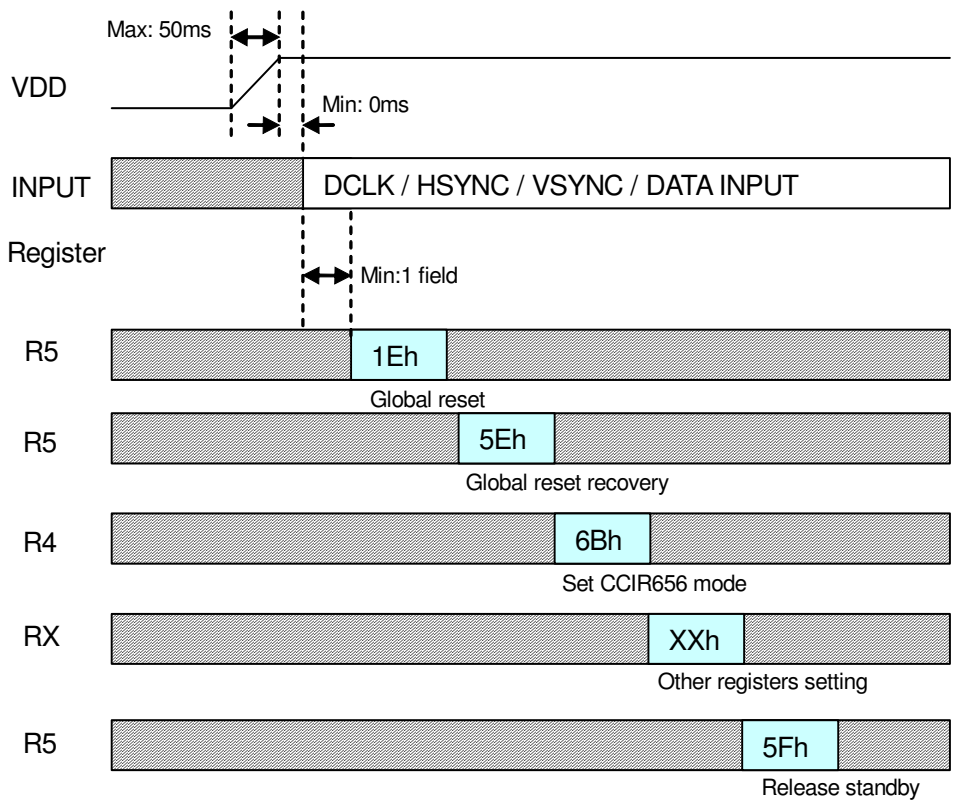 Max: 50ms
VDD
Min: 0ms
INPUT
DCLK / HSYNC / VSYNC / DATA INPUT
Register
Min:1 field
R5
1Eh
Global reset
R5
5Eh
Global reset recovery
R4
6Bh
Set CCIR656 mode
RX
XXh
Other registers setting
R5
5Fh
Release standby